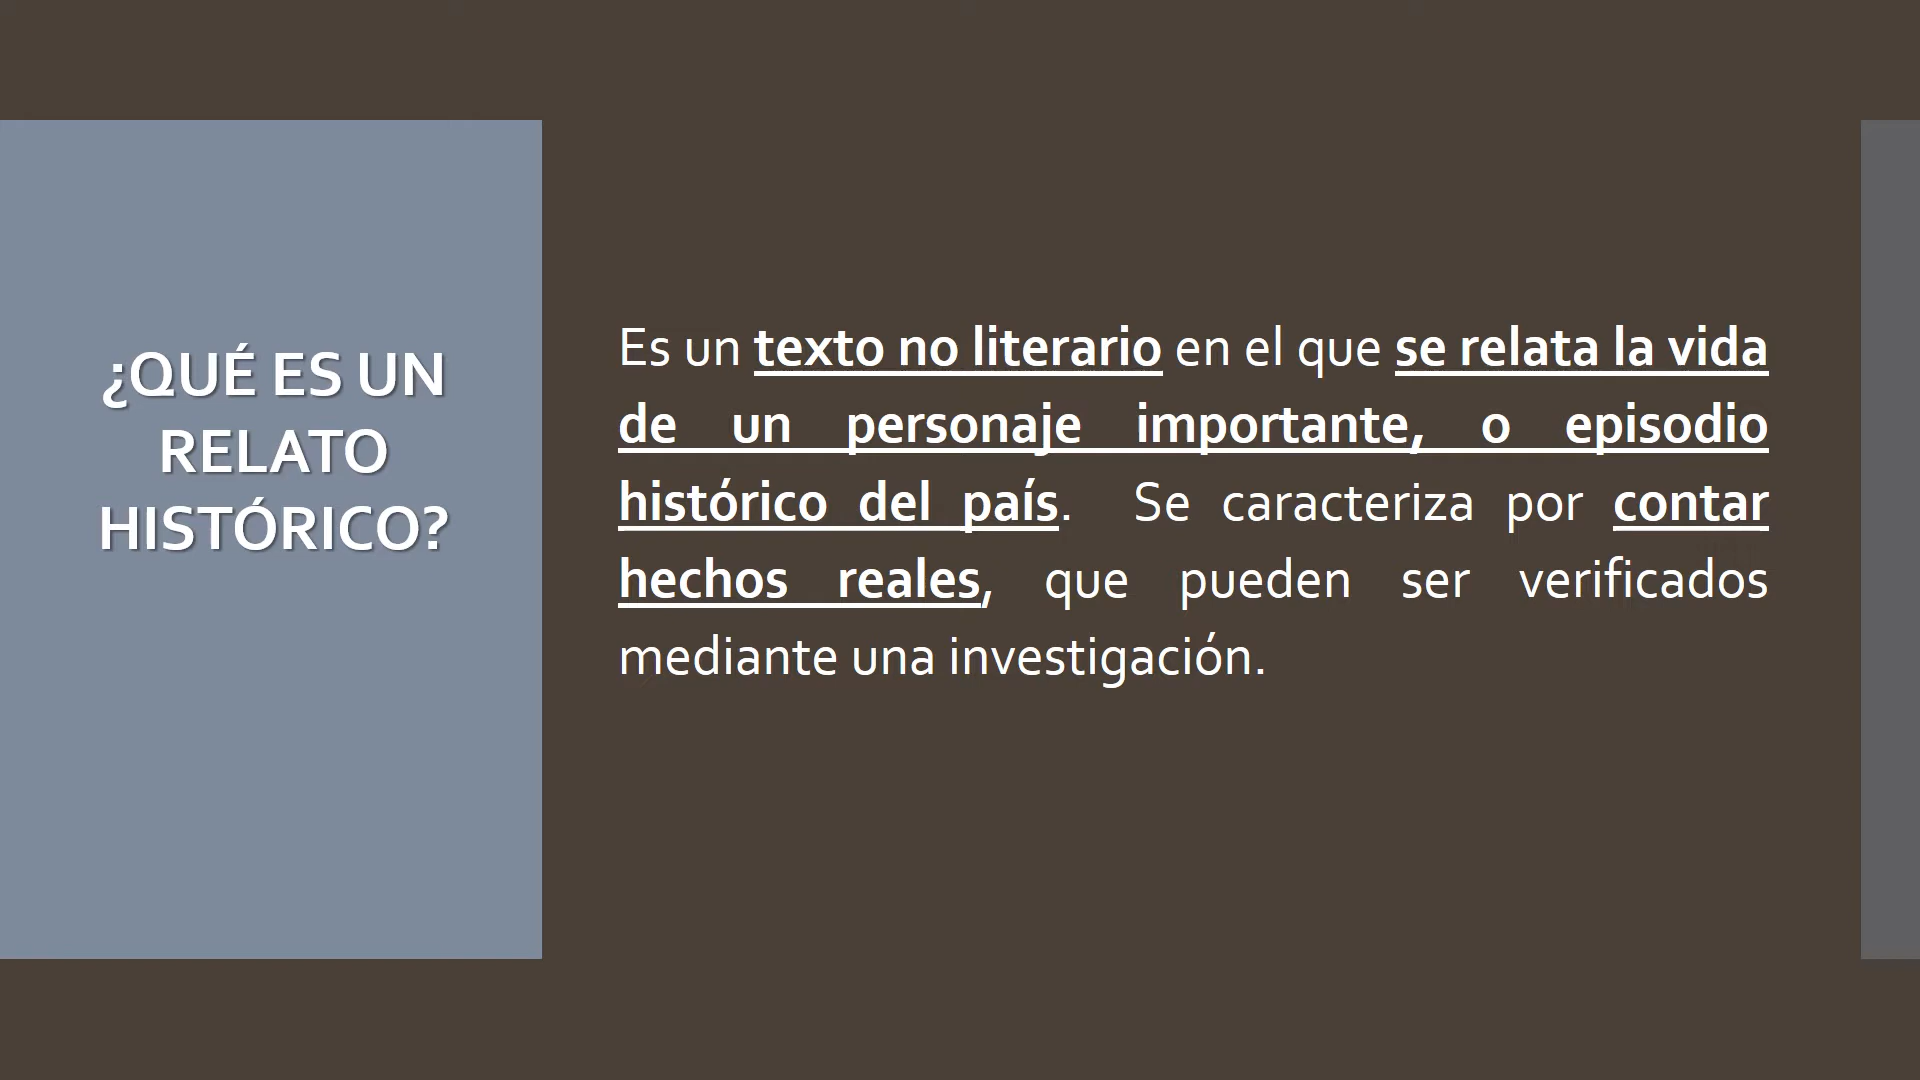 ¿QUÉ ES UN
RELATO
HISTÓRICO?
Es un texto no literario en el que se relata la vida
de un personaje importante, o episodio
histórico del país. Se caracteriza por contar
hechos reales, que pueden ser verificados
mediante una investigación.